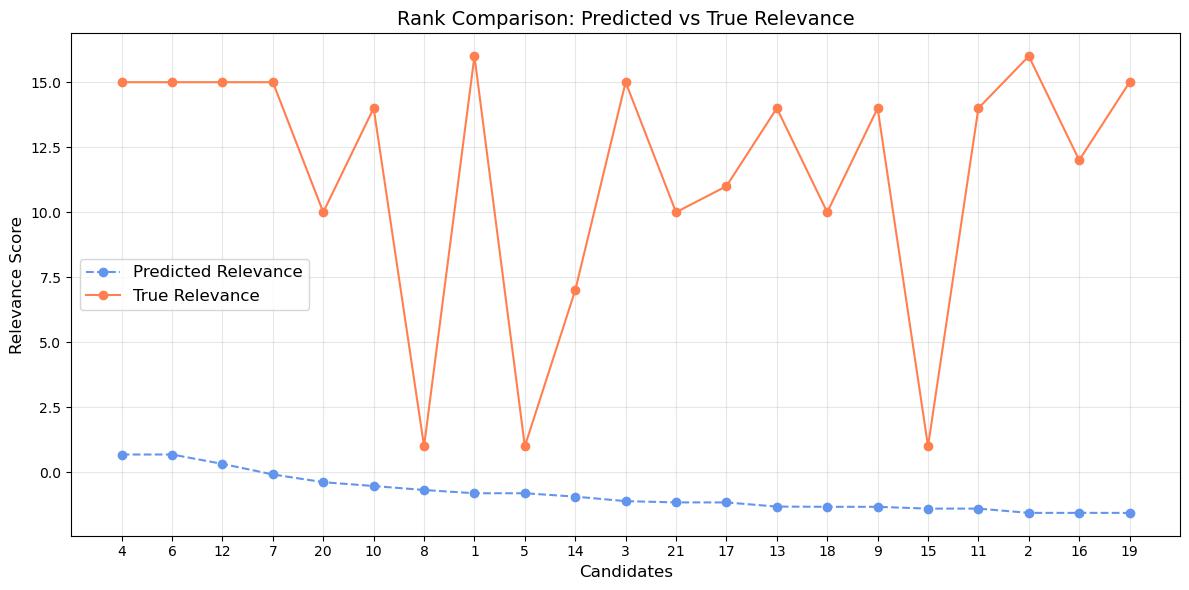 Rank Comparison: Predicted vs True Relevance
Relevance Score
15.0
12.5
10.0
7.5
5.0
2.5
0.0
Predicted Relevance
True Relevance
4 6 12 7 20 10 8 1 5 14 3 21 17 13 18 9 15 11 2 16 19
Candidates